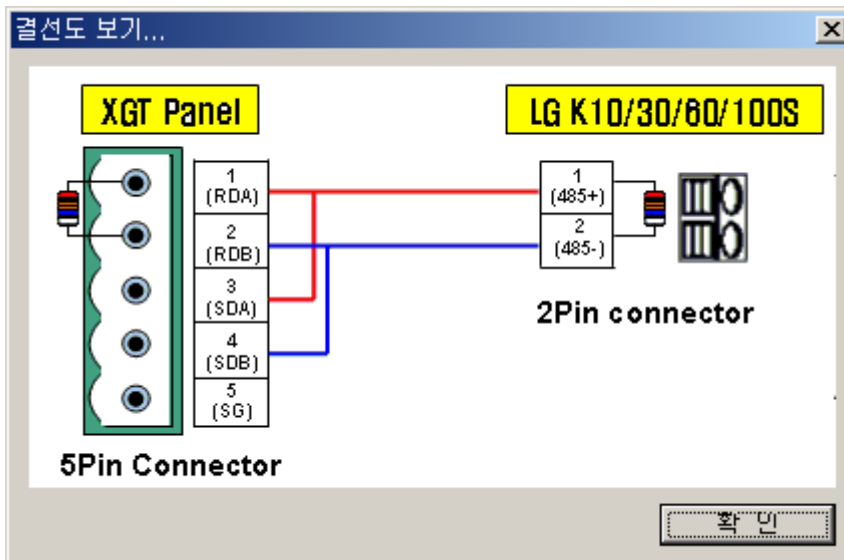 결선도 보기...
XGT Panel
LG K10/30/60/100S
1
(RDA)
2
(RDB)
3
(SDA)
4
(SDB)
5
(SG)
1
(485+)
2
(485-)
2Pin connector
5Pin Connector
확 인